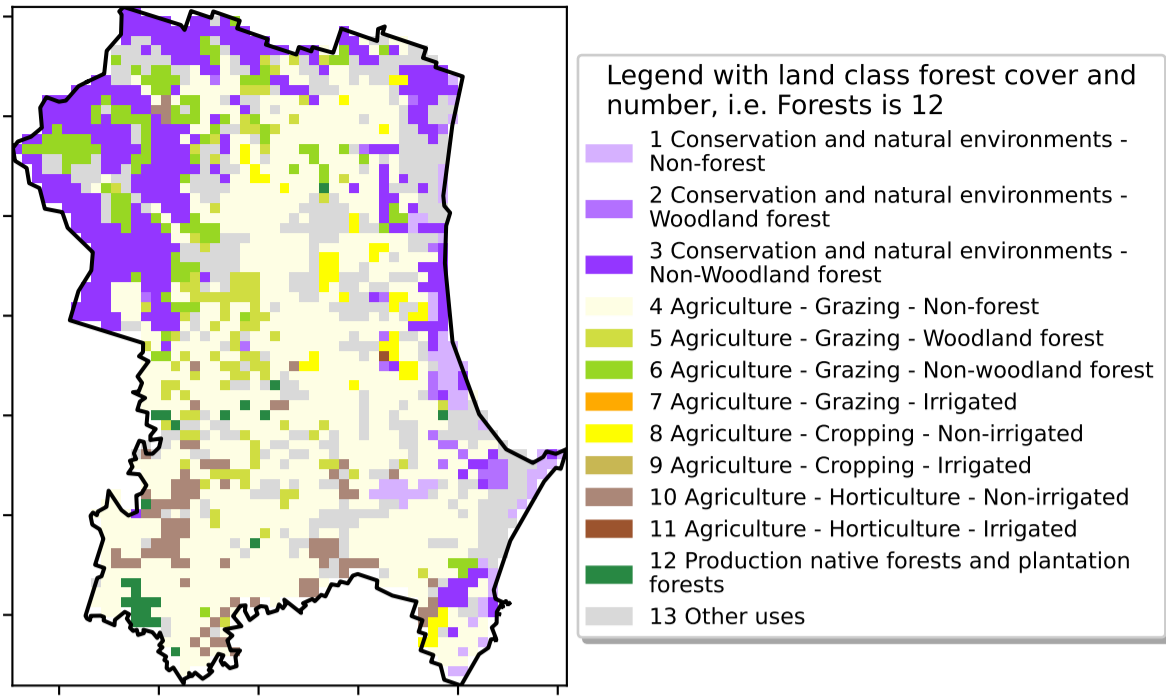 Legend with land class forest cover and
number, i.e. Forests is 12
1 Conservation and natural environments -
Non-forest
2 Conservation and natural environments -
Woodland forest
3 Conservation and natural environments -
Non-Woodland forest
4 Agriculture - Grazing - Non-forest
5 Agriculture - Grazing - Woodland forest
6 Agriculture - Grazing - Non-woodland forest
7 Agriculture - Grazing - Irrigated
8 Agriculture - Cropping - Non-irrigated
9 Agriculture - Cropping - Irrigated
10 Agriculture - Horticulture - Non-irrigated
11 Agriculture - Horticulture - Irrigated
12 Production native forests and plantation
forests
13 Other uses